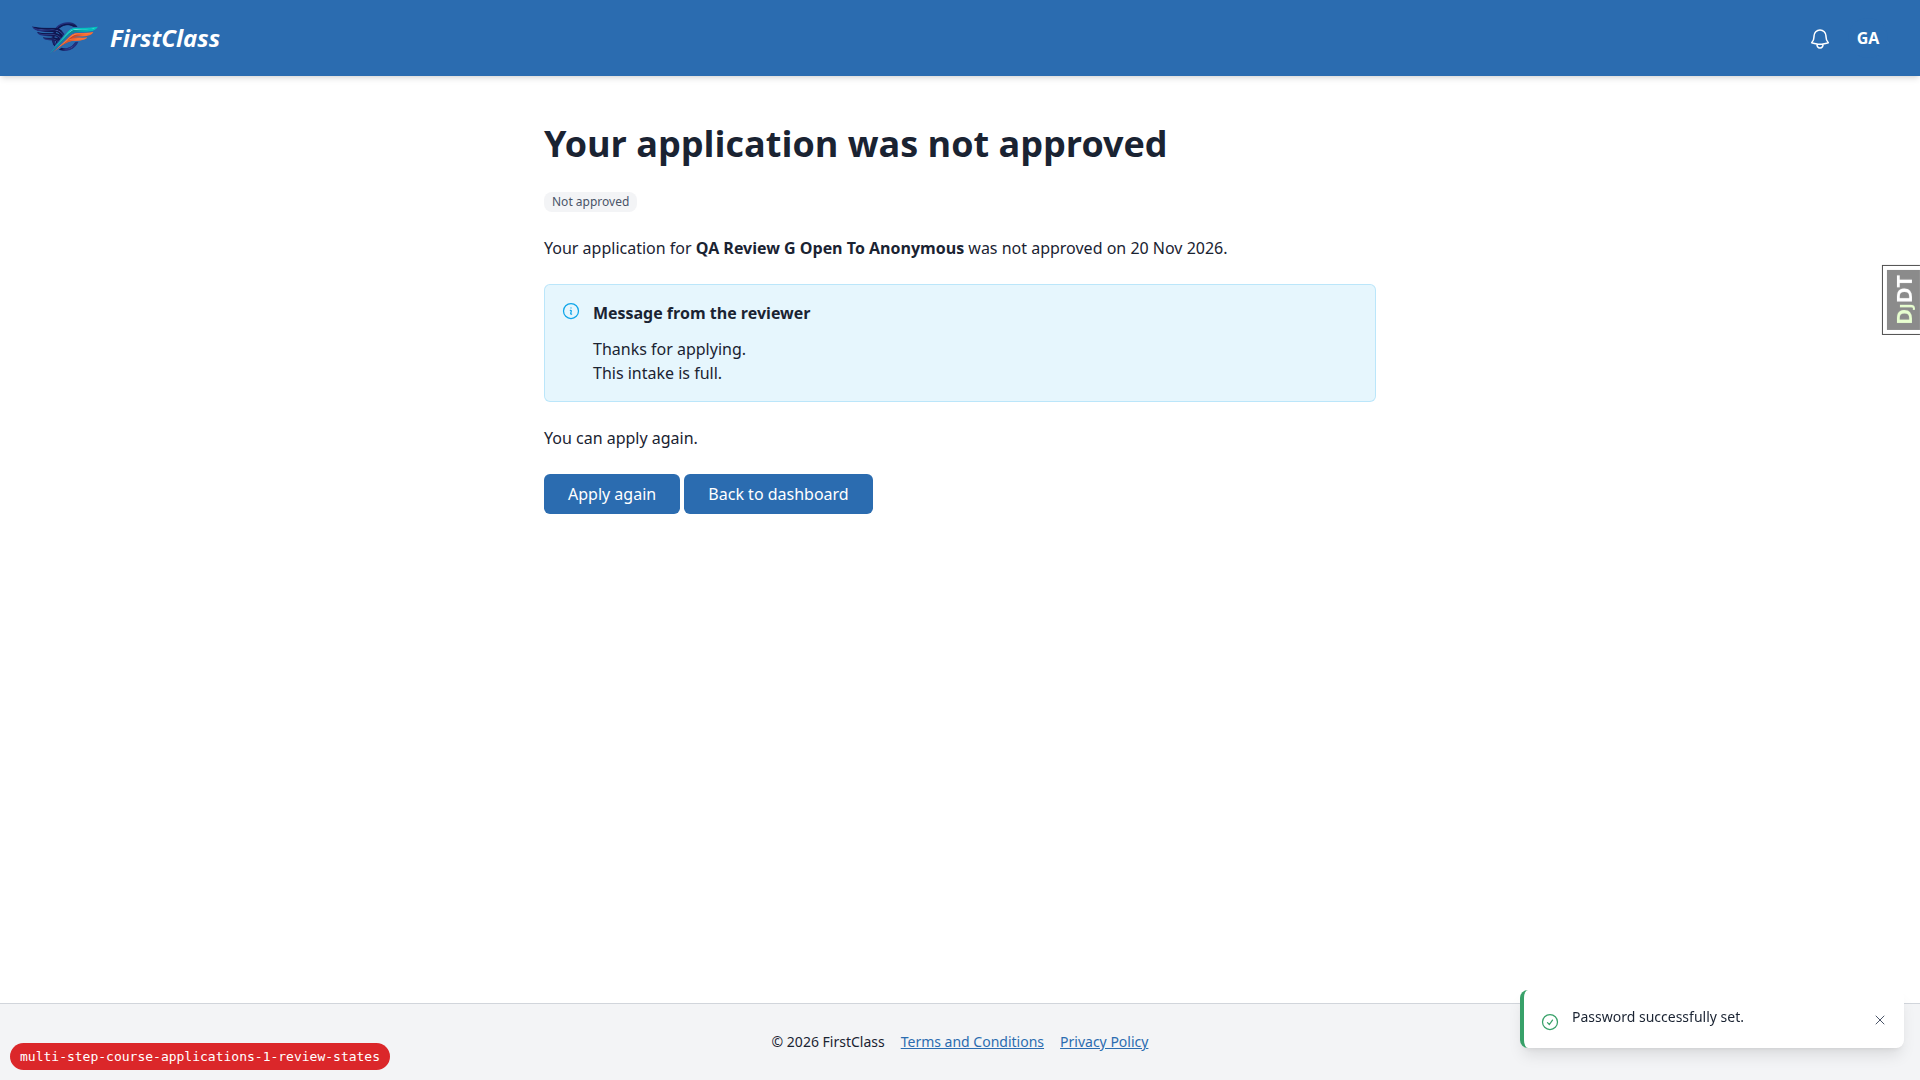 FirstClass
GA
Your application was not approved
Not approved
Your application for QA Review G Open To Anonymous was not approved on 20 Nov 2026.
Message from the reviewer
Thanks for applying.
This intake is full.
You can apply again.
Apply again
Back to dashboard
DJDT
© 2026 FirstClass Terms and Conditions Privacy Policy
Password successfully set.
multi-step-course-applications-1-review-states